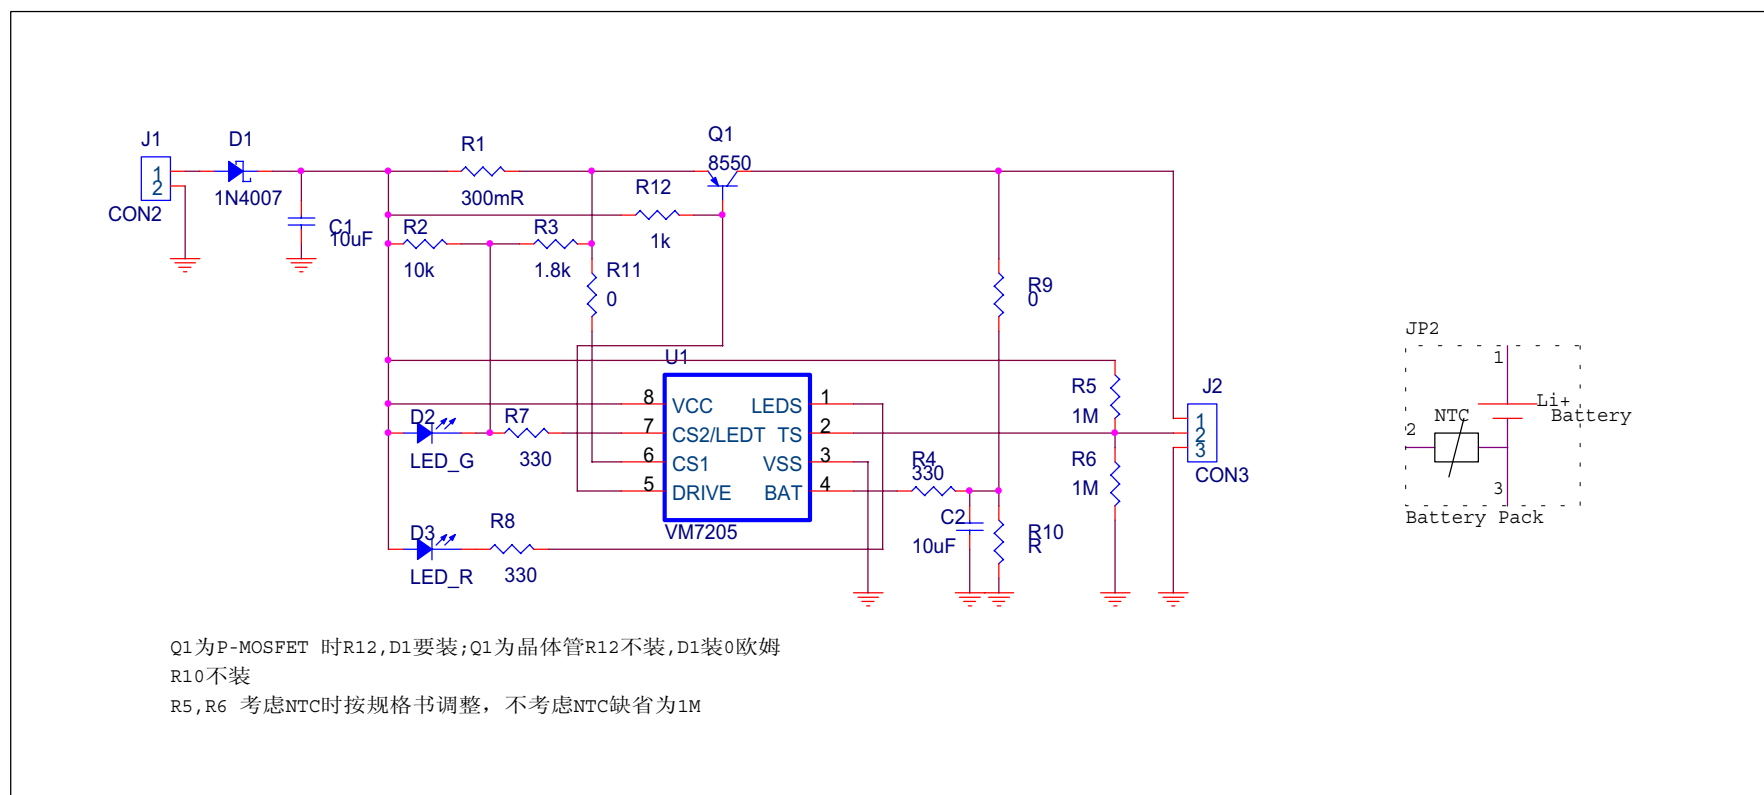 J1
1
2
CON2
D1
1N4007
C1
10uF
R1
300mR
Q1
8550
R12
1k
R2
10k
R3
1.8k
R11
0
R9
0
U1
8 VCC LEDS 1
7 CS2/LEDT TS 2
6 CS1 VSS 3
5 DRIVE BAT 4
VM7205
D2
LED_G
R7
330
D3
LED_R
R8
330
R4
330
C2
10uF
R10
R
R5
1M
R6
1M
J2
1
2
3
CON3
JP2
1
Li+
Battery
NTC
2
3
Battery Pack
Q1为P-MOSFET 时R12,D1要装;Q1为晶体管R12不装,D1装0欧姆
R10不装
R5,R6 考虑NTC时按规格书调整，不考虑NTC缺省为1M